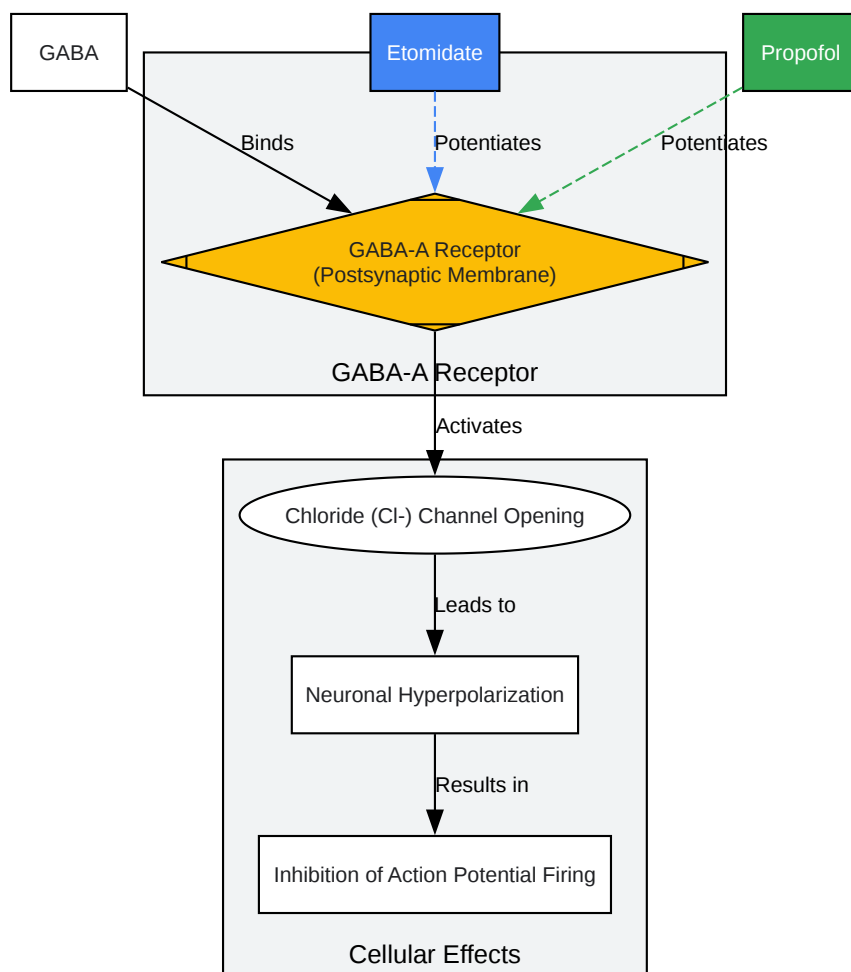 GABA
Etomidate
Propofol
Binds
Potentiates
Potentiates
GABA-A Receptor
(Postsynaptic Membrane)
GABA-A Receptor
Activates
Chloride (Cl-) Channel Opening
Leads to
Neuronal Hyperpolarization
Results in
Inhibition of Action Potential Firing
Cellular Effects